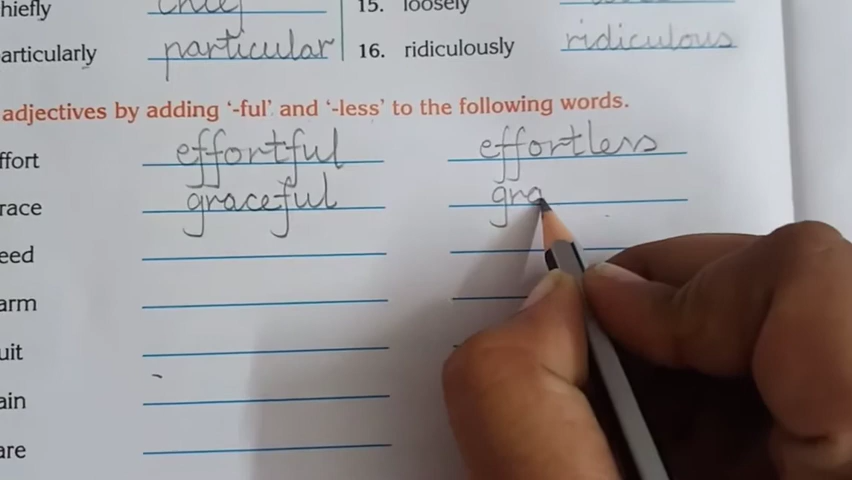 hiefly chief 15. loosely
articularly particular 16. ridiculously ridiculous
adjectives by adding ‘-ful’ and ‘-less’ to the following words.
ffort effortful effortless
race graceful gra
eed
arm
uit
ain
are